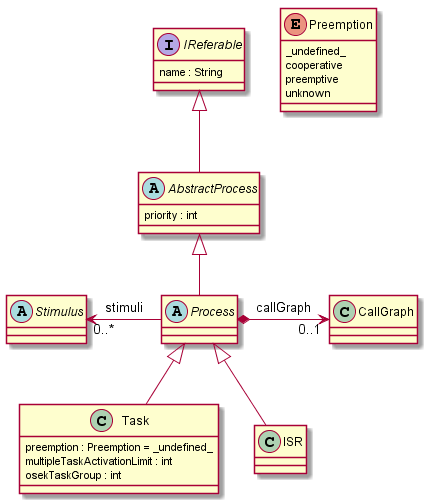 I IReferable
name : String
E Preemption
_undefined_
cooperative
preemptive
unknown
A AbstractProcess
priority : int
A Stimulus
stimuli
0..*
A Process
callGraph
0..1
C CallGraph
C Task
preemption : Preemption = _undefined_
multipleTaskActivationLimit : int
osekTaskGroup : int
C ISR